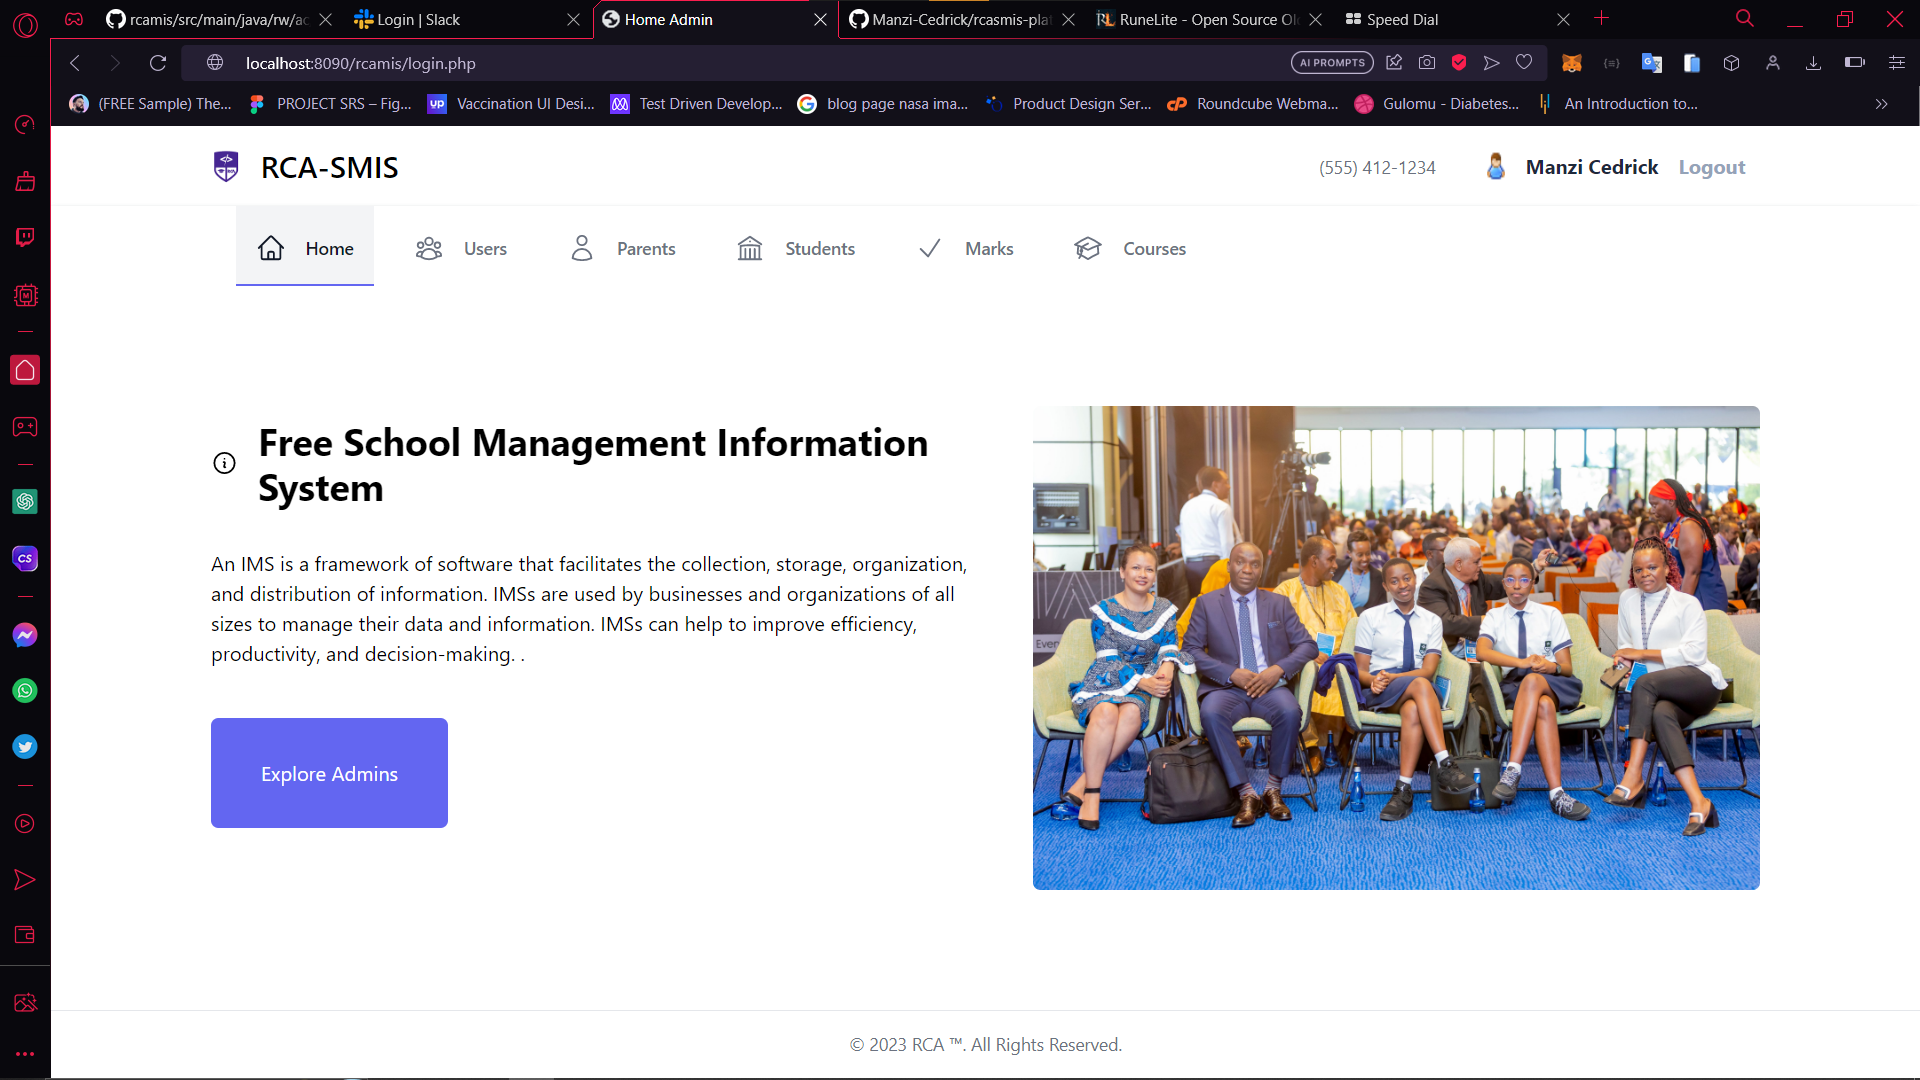 rcamis/src/main/java/rw/ac
Login | Slack
Home Admin
Manzi-Cedrick/rcasmis-plat
RuneLite - Open Source Ol
Speed Dial
localhost:8090/rcamis/login.php
AI PROMPTS
(FREE Sample) The...
PROJECT SRS – Fig...
up
Vaccination UI Desi...
Test Driven Develop...
blog page nasa ima...
Product Design Ser...
cP
Roundcube Webma...
Gulomu - Diabetes...
An Introduction to...
RCA-SMIS
(555) 412-1234
Manzi Cedrick
Logout
Home
Users
Parents
Students
Marks
Courses
Free School Management Information
System
An IMS is a framework of software that facilitates the collection, storage, organization,
and distribution of information. IMSs are used by businesses and organizations of all
sizes to manage their data and information. IMSs can help to improve efficiency,
productivity, and decision-making. .
Explore Admins
CS
© 2023 RCA ™. All Rights Reserved.